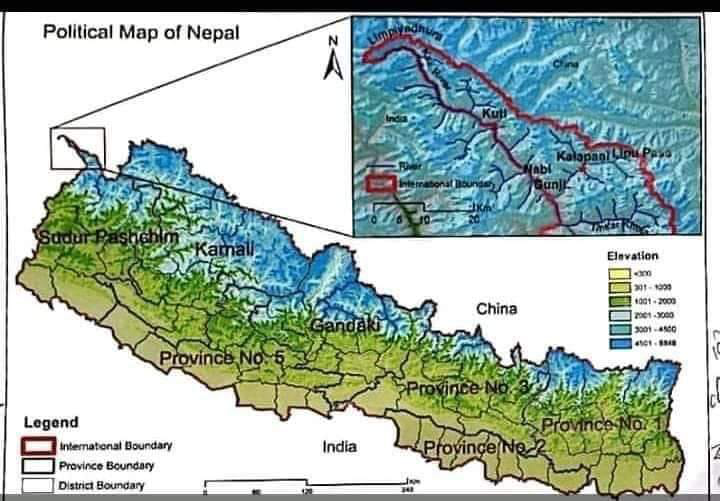 Political Map of Nepal
N
Limpiyadhura
China
India
Kuti
Nabi
Gunji
Kalapani
Lipu Pass
River
International Boundary
0 5 10 20
Km
Sudur Pashchim
Karnali
Gandaki
Province No. 5
Province No. 3
Province No. 2
Province No. 1
China
India
Elevation
<300
301 - 1000
1001 - 2000
2001 - 3000
3001 - 4500
4501 - 8848
Legend
International Boundary
Province Boundary
District Boundary
0 60 120 240
Km